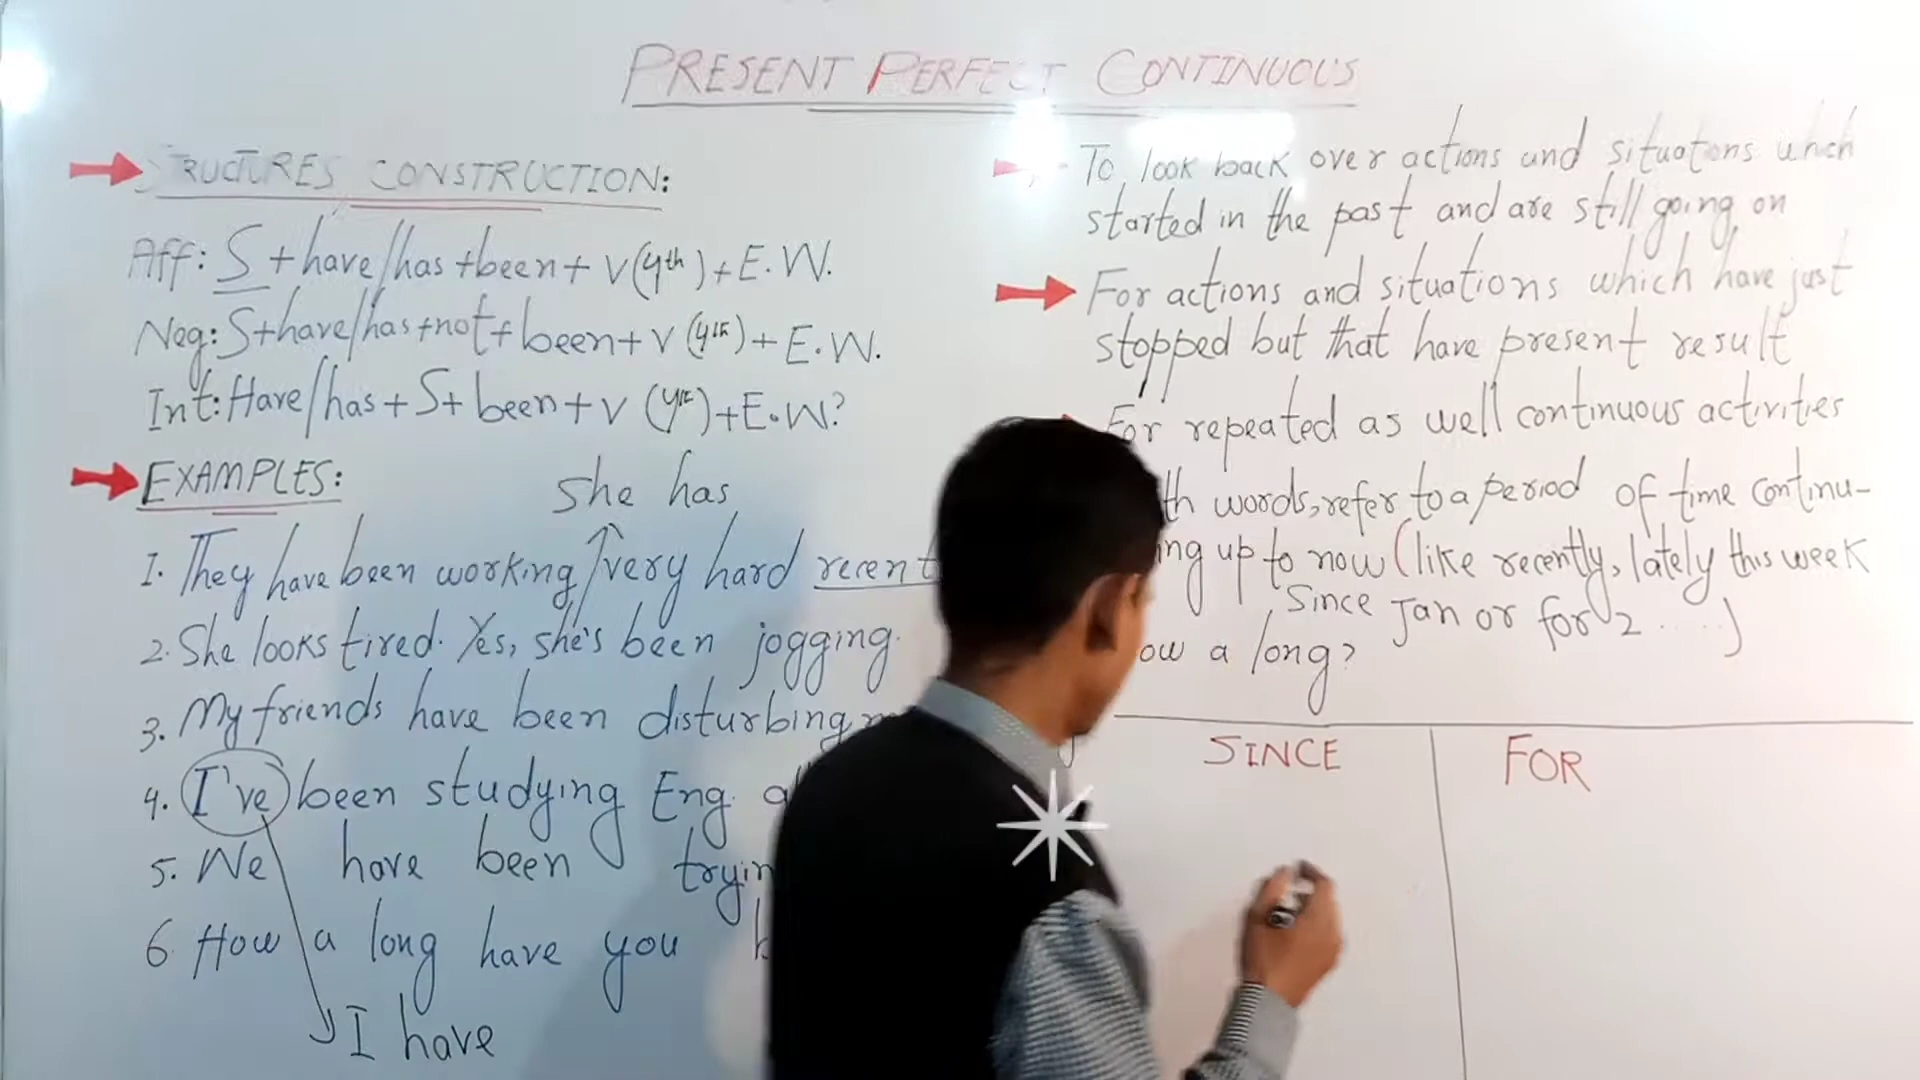 PRESENT PERFECT CONTINUOUS
STRUCTURES CONSTRUCTION:
Aff: S + have/has + been + V (4th) + E.W.
Neg: S + have/has + not + been + V (4th) + E.W.
Int: Have/has + S + been + V (4th) + E.W?
EXAMPLES:
She has
1. They have been working very hard recent
2. She looks tired. Yes, she's been jogging.
3. My friends have been disturbing
4. I've been studying Eng.
5. We have been tryin
6. How a long have you
I have
To look back over actions and situations which
started in the past and are still going on
For actions and situations which have just
stopped but that have present result
For repeated as well continuous activities
th words, refer to a period of time continu-
ing up to now (like recently, lately this week
Since Jan or for 2 .....)
ow a long?
SINCE
FOR